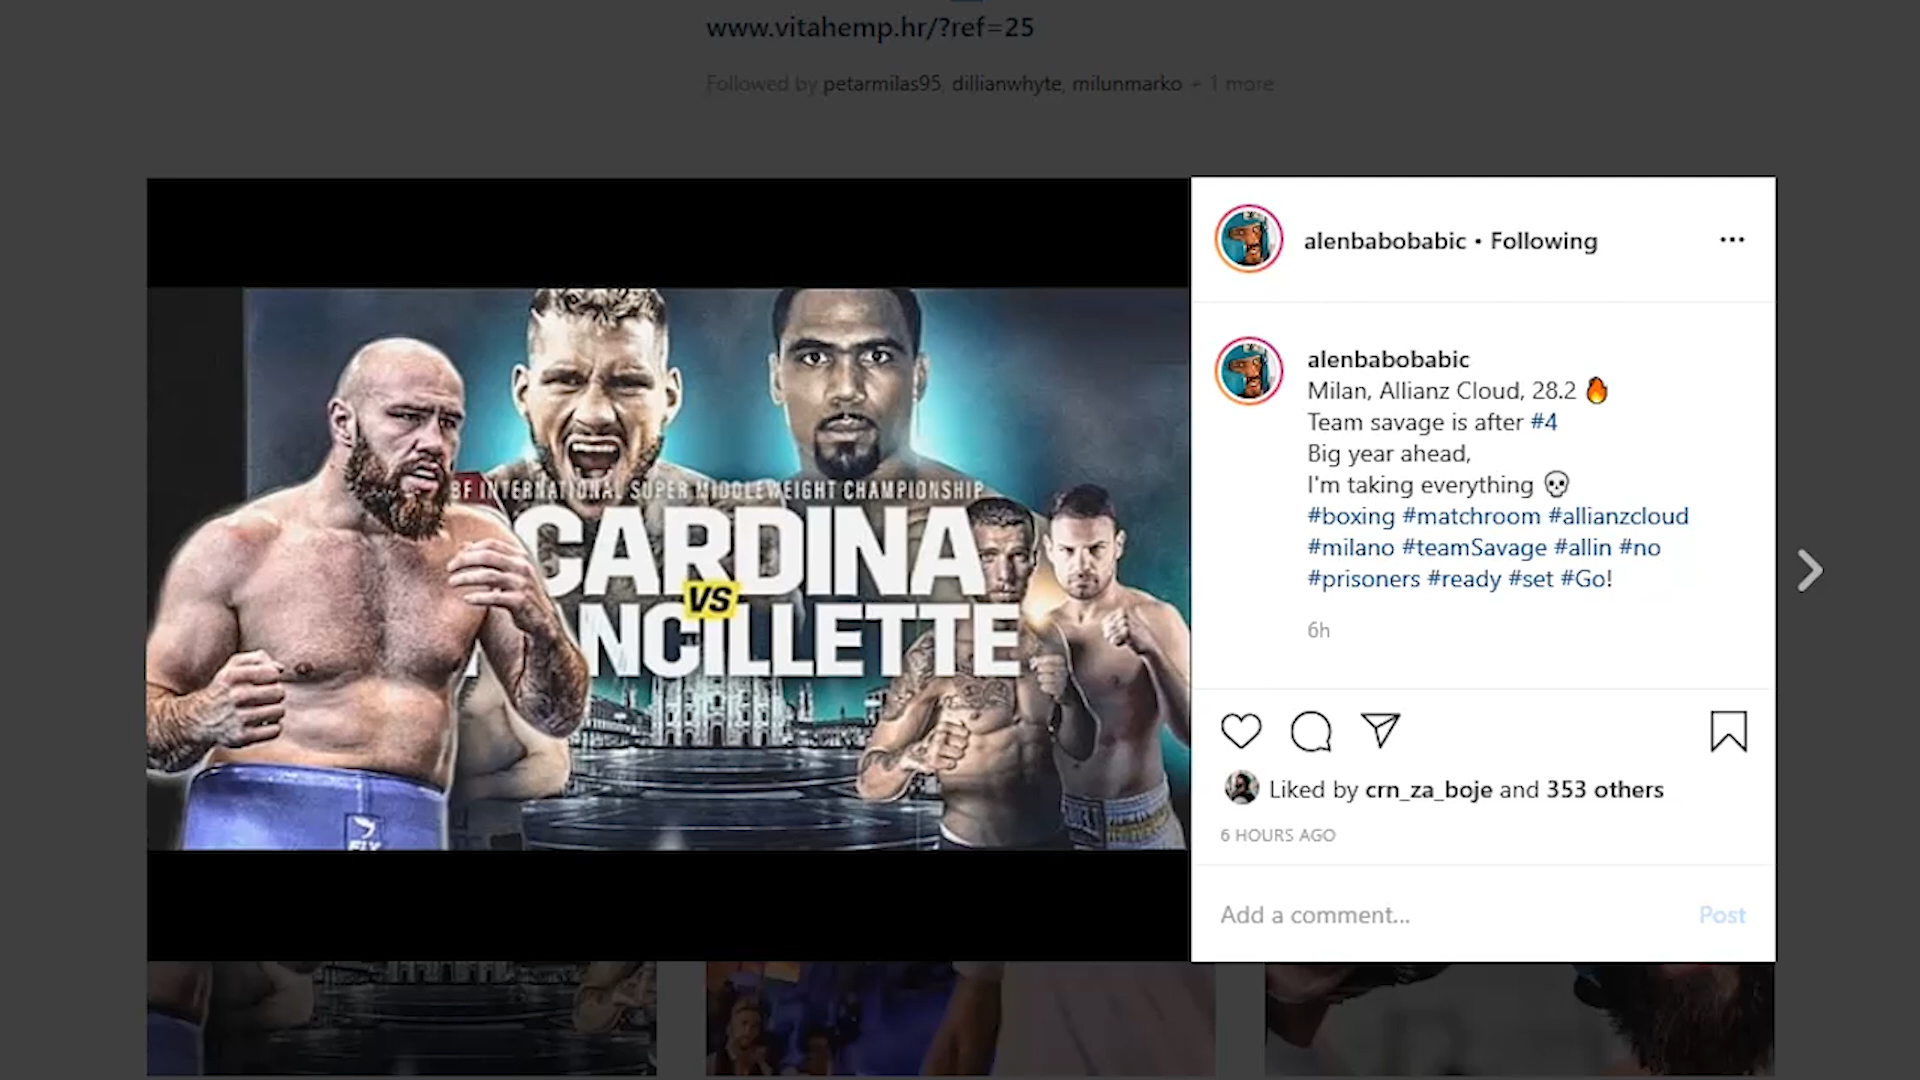 www.vitahemp.hr/?ref=25
Followed by petarmilas95, dillianwhyte, milunmarko + 1 more
alenbabobabic • Following
BF INTERNATIONAL SUPER MIDDLEWEIGHT CHAMPIONSHIP
CARDINA
VS
NCILLETTE
FLY
alenbabobabic
Milan, Allianz Cloud, 28.2 🔥
Team savage is after #4
Big year ahead,
I'm taking everything 💀
#boxing #matchroom #allianzcloud
#milano #teamSavage #allin #no
#prisoners #ready #set #Go!
6h
Liked by crn_za_boje and 353 others
6 HOURS AGO
Add a comment...
Post